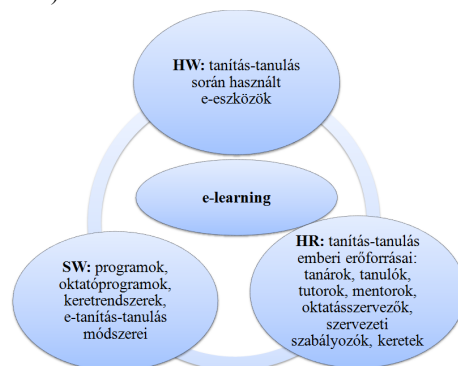 )
HW: tanítás-tanulás
során használt
e-eszközök
e-learning
SW: programok,
oktatóprogramok,
keretrendszerek,
e-tanítás-tanulás
módszerei
HR: tanítás-tanulás
emberi erőforrásai:
tanárok, tanulók,
tutorok, mentorok,
oktatásszervezők,
szervezeti
szabályozók, keretek